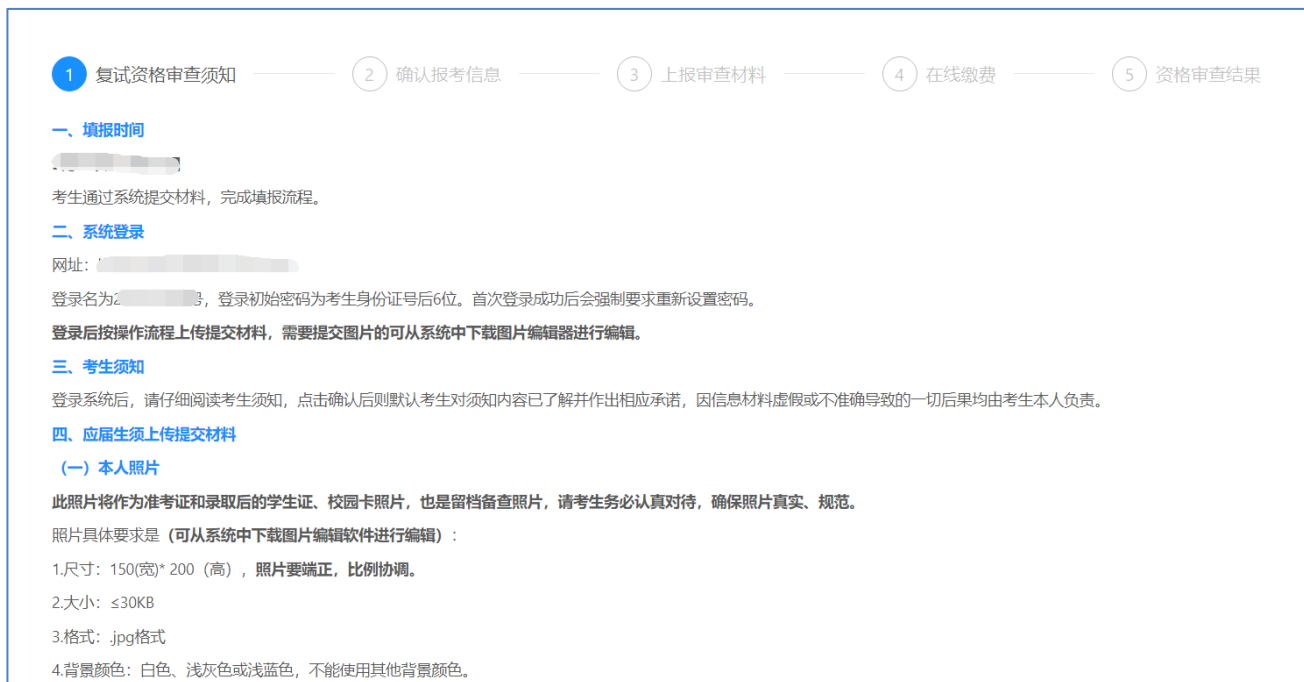 1 复试资格审查须知 2 确认报考信息 3 上报审查材料 4 在线缴费 5 资格审查结果
一、填报时间
考生通过系统提交材料，完成填报流程。
二、系统登录
网址：
登录名为2 号，登录初始密码为考生身份证号后6位。首次登录成功后会强制要求重新设置密码。
登录后按操作流程上传提交材料，需要提交图片的可从系统中下载图片编辑器进行编辑。
三、考生须知
登录系统后，请仔细阅读考生须知，点击确认后则默认考生对须知内容已了解并作出相应承诺，因信息材料虚假或不准确导致的一切后果均由考生本人负责。
四、应届生须上传提交材料
（一）本人照片
此照片将作为准考证和录取后的学生证、校园卡照片，也是留档备查照片，请考生务必认真对待，确保照片真实、规范。
照片具体要求是（可从系统中下载图片编辑软件进行编辑）：
1.尺寸：150(宽)* 200（高），照片要端正，比例协调。
2.大小：≤30KB
3.格式：.jpg格式
4.背景颜色：白色、浅灰色或浅蓝色，不能使用其他背景颜色。